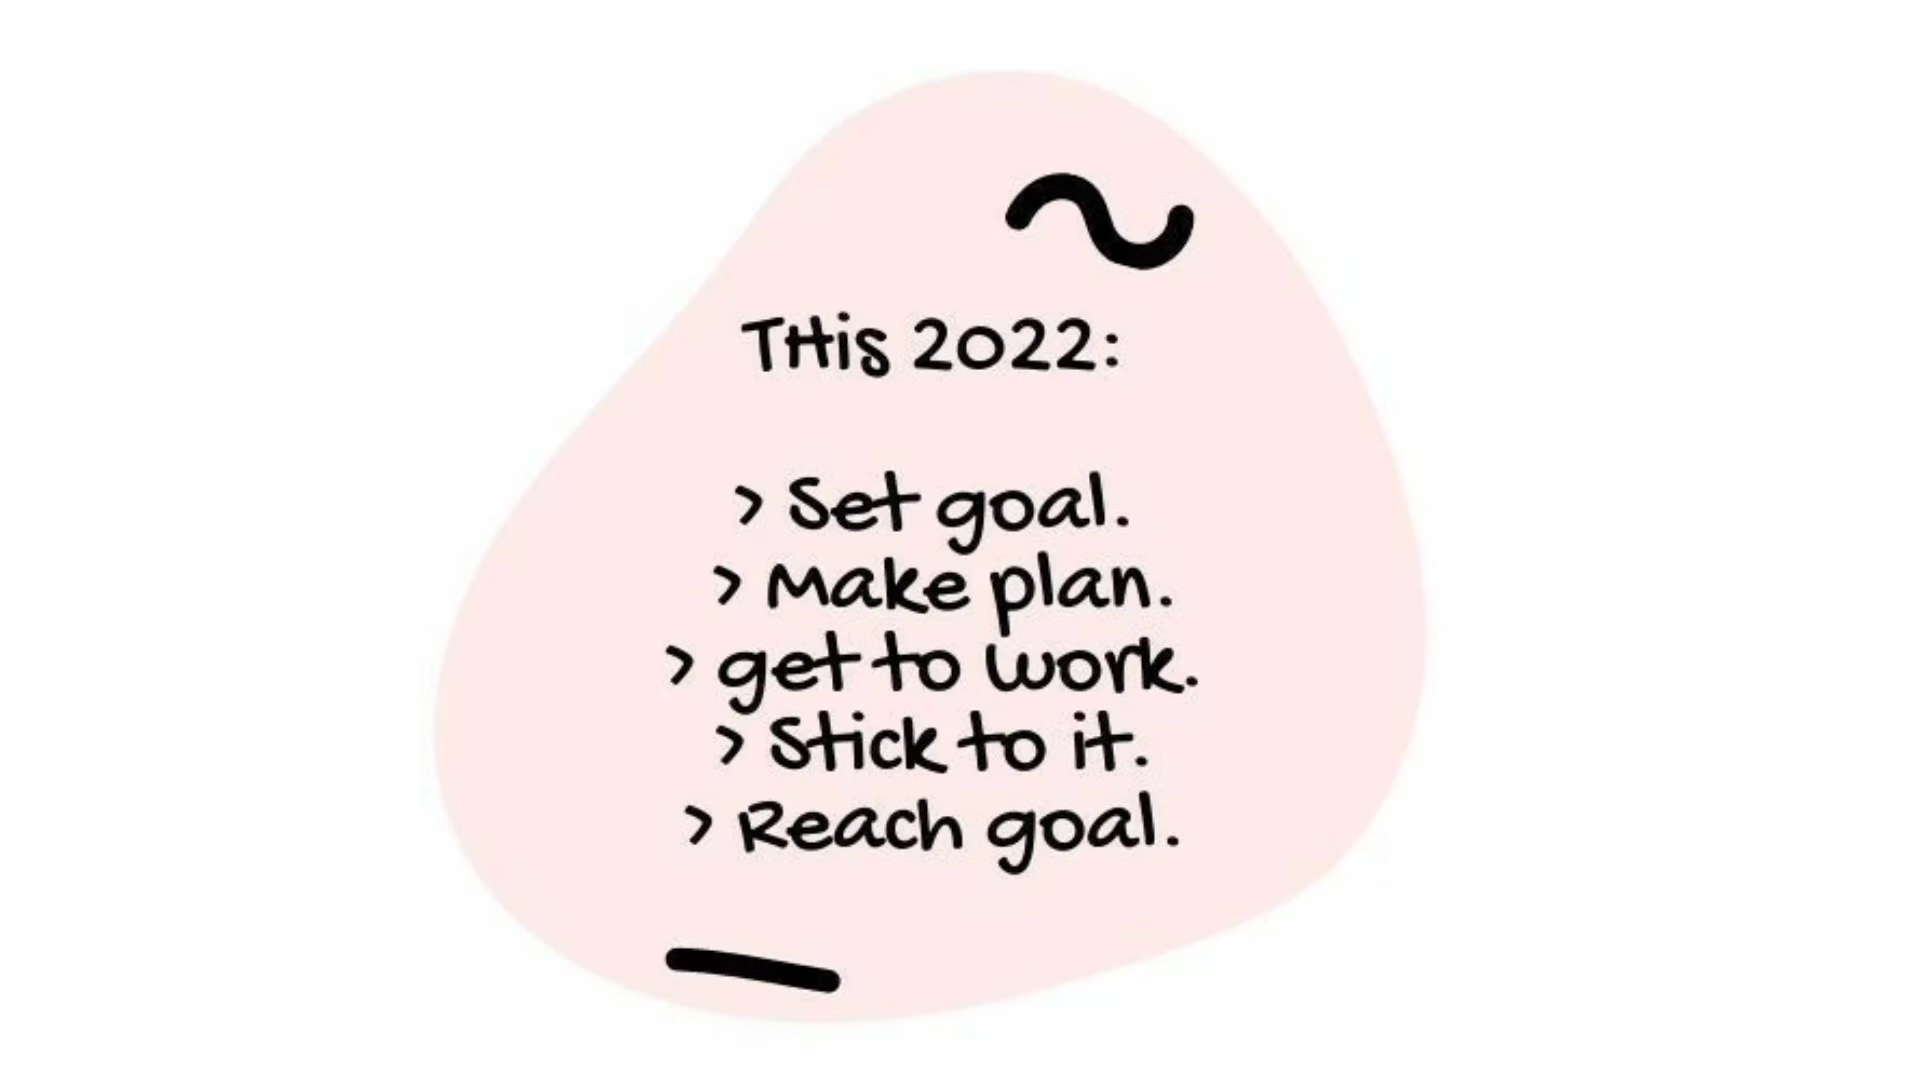 THis 2022:
> Set goal.
> Make plan.
> get to work.
> Stick to it.
> Reach goal.